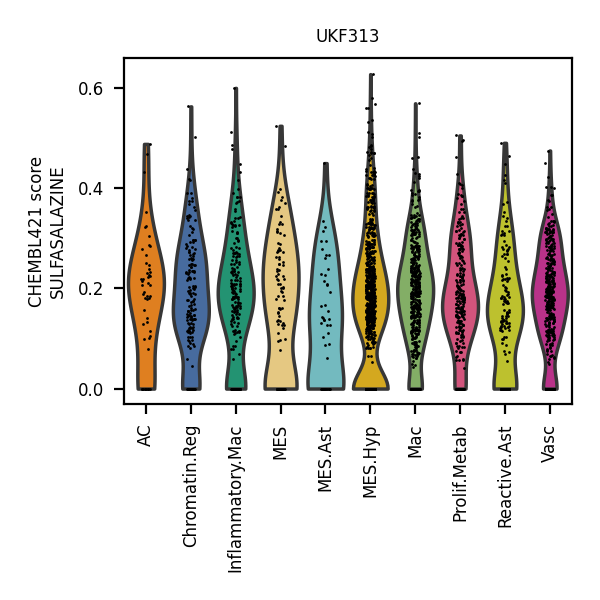 UKF313
CHEMBL421 score
SULFASALAZINE
0.6
0.4
0.2
0.0
AC
Chromatin.Reg
Inflammatory.Mac
MES
MES.Ast
MES.Hyp
Mac
Prolif.Metab
Reactive.Ast
Vasc